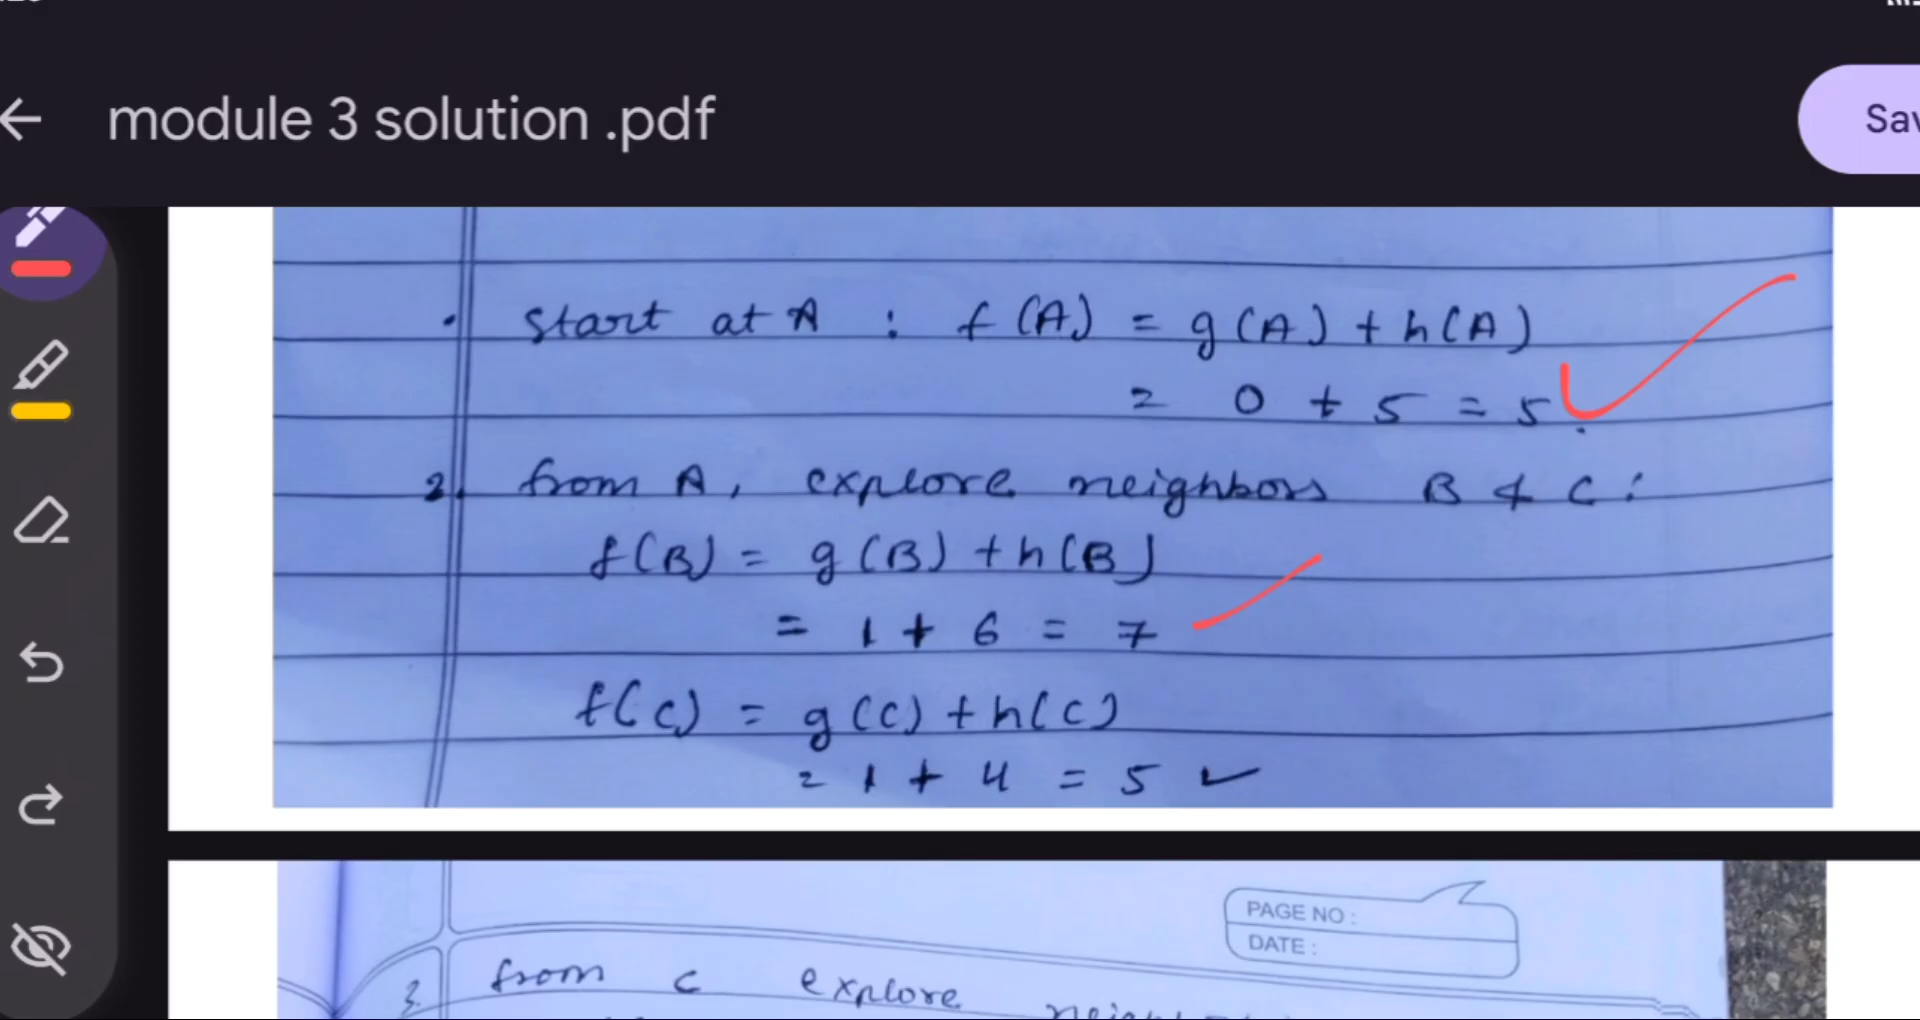 module 3 solution .pdf
Sav
• start at A : f(A) = g(A) + h(A)
= 0 + 5 = 5.
2. from A, explore neighbors B & C :
f(B) = g(B) + h(B)
= 1 + 6 = 7
f(C) = g(C) + h(C)
= 1 + 4 = 5 ✓
PAGE NO :
DATE :
3. from C explore